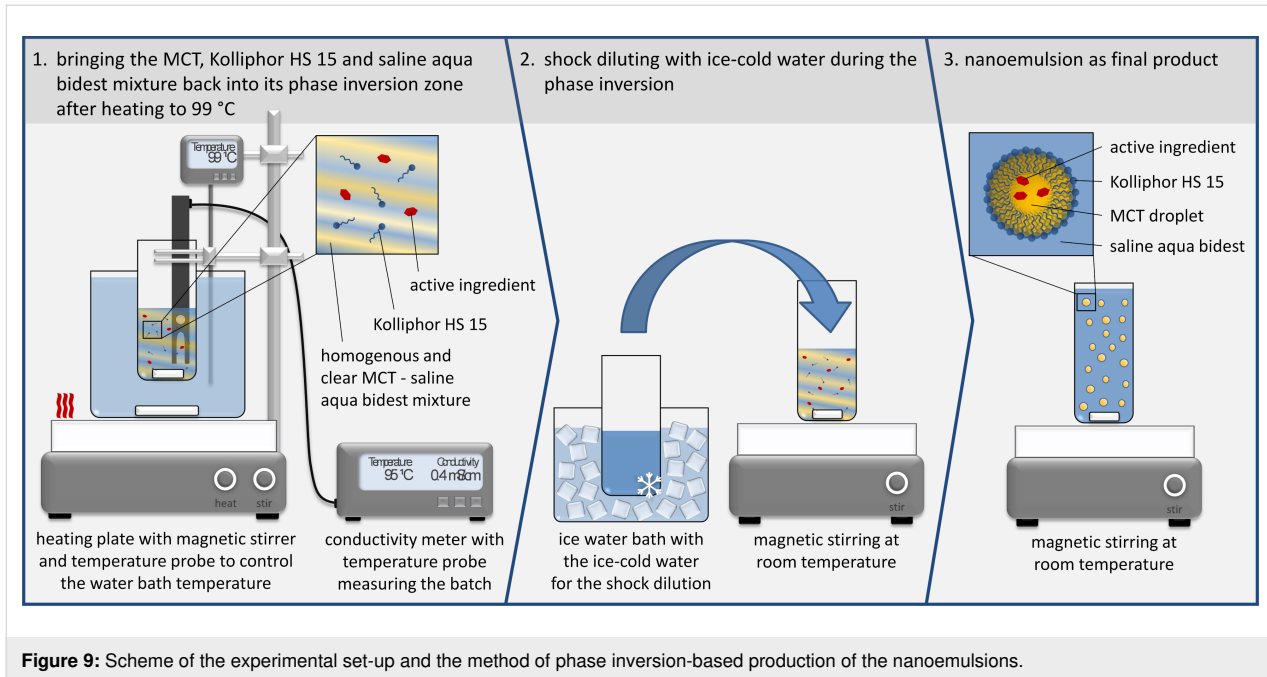 1. bringing the MCT, Kolliphor HS 15 and saline aqua
bidest mixture back into its phase inversion zone
after heating to 99 °C
Temperature
99 °C
active ingredient
Kolliphor HS 15
homogenous and
clear MCT - saline
aqua bidest mixture
Temperature Conductivity
95 °C 0.4 mS/cm
heat stir
heating plate with magnetic stirrer
and temperature probe to control
the water bath temperature
conductivity meter with
temperature probe
measuring the batch
2. shock diluting with ice-cold water during the
phase inversion
stir
ice water bath with
the ice-cold water
for the shock dilution
magnetic stirring at
room temperature
3. nanoemulsion as final product
active ingredient
Kolliphor HS 15
MCT droplet
saline aqua bidest
stir
magnetic stirring at
room temperature
Figure 9: Scheme of the experimental set-up and the method of phase inversion-based production of the nanoemulsions.